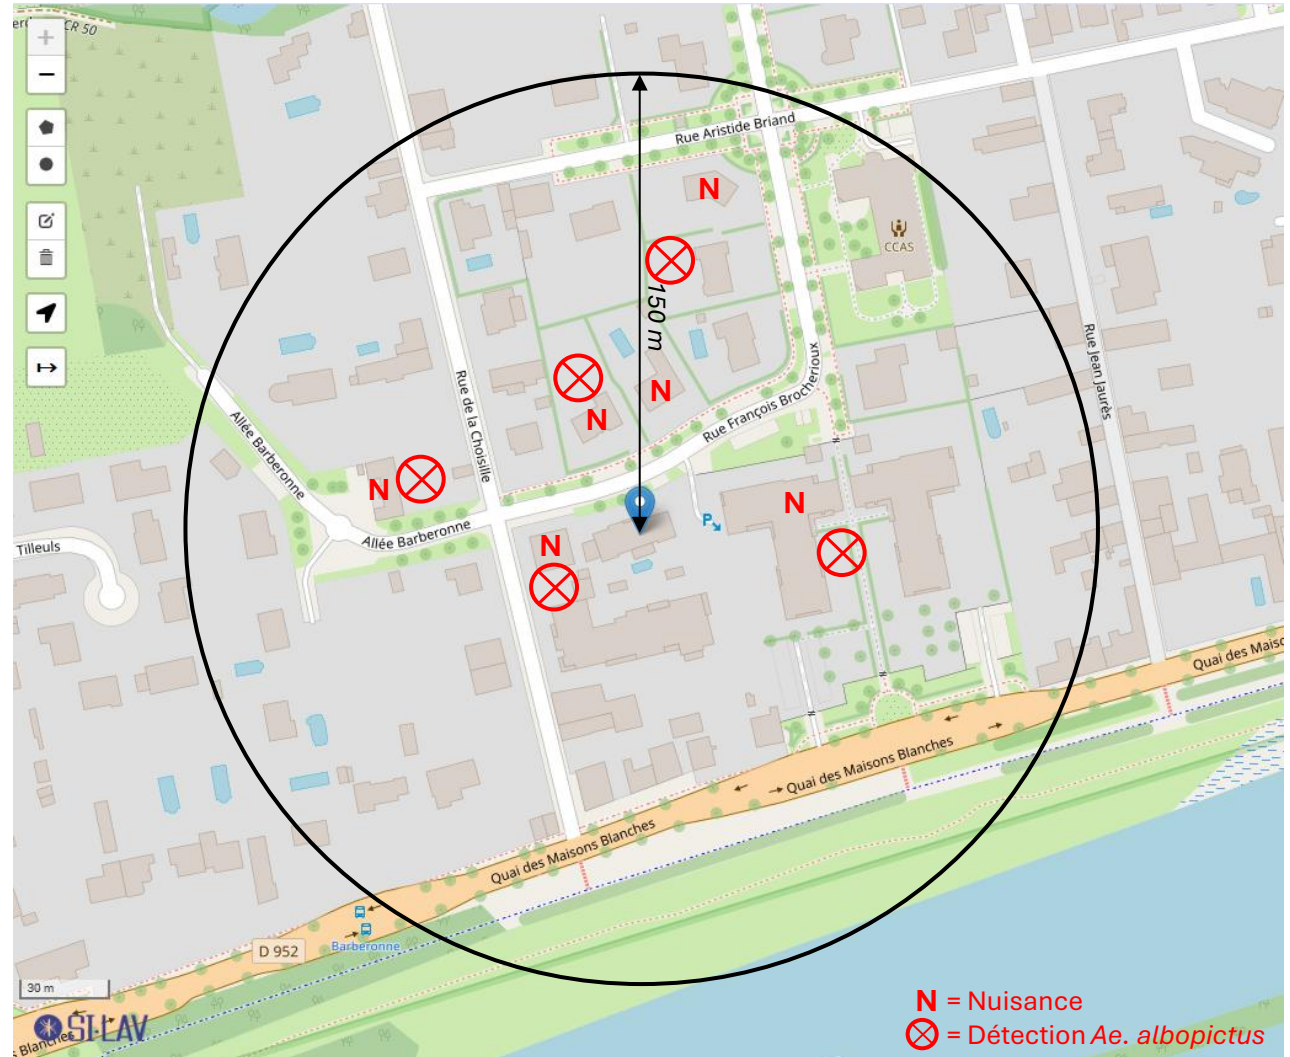 CR 50
+
−
Rue Aristide Briand
N
CCAS
150 m
Rue Jean Jaurès
Rue François Brocherioux
Rue de la Choisille
N
N
Allée Barberonne
N
N
P
Allée Barberonne
N
Tilleuls
Quai des Maiso
Quai des Maisons Blanches
Quai des Maisons Blanches
Barberonne
D 952
30 m
SI-LAV
Blanches
N = Nuisance
= Détection Ae. albopictus